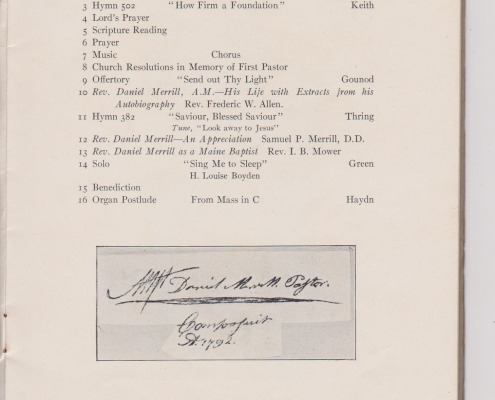 3 Hymn 502 "How Firm a Foundation" Keith
4 Lord's Prayer
5 Scripture Reading
6 Prayer
7 Music Chorus
8 Church Resolutions in Memory of First Pastor
9 Offertory "Send out Thy Light" Gounod
10 Rev. Daniel Merrill, A.M.—His Life with Extracts from his
Autobiography Rev. Frederic W. Allen.
11 Hymn 382 "Saviour, Blessed Saviour" Thring
Tune, "Look away to Jesus"
12 Rev. Daniel Merrill—An Appreciation Samuel P. Merrill, D.D.
13 Rev. Daniel Merrill as a Maine Baptist Rev. I. B. Mower
14 Solo "Sing Me to Sleep" Green
H. Louise Boyden
15 Benediction
16 Organ Postlude From Mass in C Haydn
Daniel Merrill Pastor.
Composuit
1792.